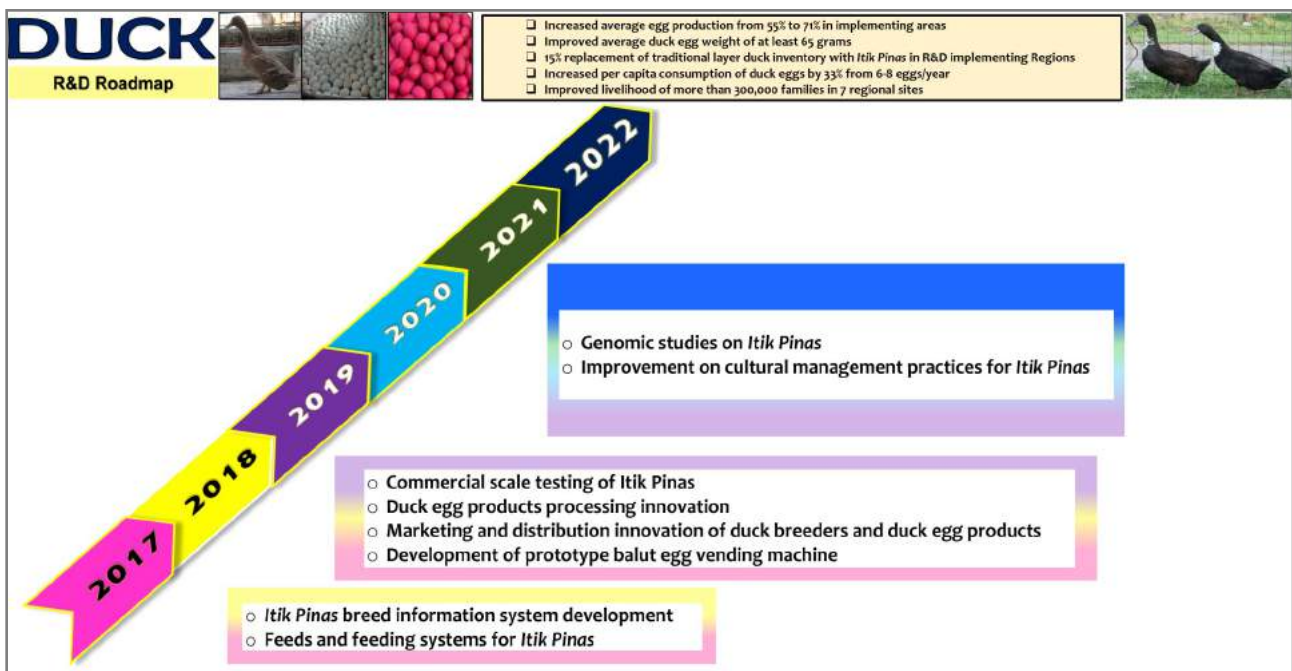 DUCK
R&D Roadmap
❑ Increased average egg production from 55% to 71% in implementing areas
❑ Improved average duck egg weight of at least 65 grams
❑ 15% replacement of traditional layer duck inventory with Itik Pinas in R&D implementing Regions
❑ Increased per capita consumption of duck eggs by 33% from 6-8 eggs/year
❑ Improved livelihood of more than 300,000 families in 7 regional sites
2022
2021
2020
2019
2018
2017
○ Genomic studies on Itik Pinas
○ Improvement on cultural management practices for Itik Pinas
○ Commercial scale testing of Itik Pinas
○ Duck egg products processing innovation
○ Marketing and distribution innovation of duck breeders and duck egg products
○ Development of prototype balut egg vending machine
○ Itik Pinas breed information system development
○ Feeds and feeding systems for Itik Pinas